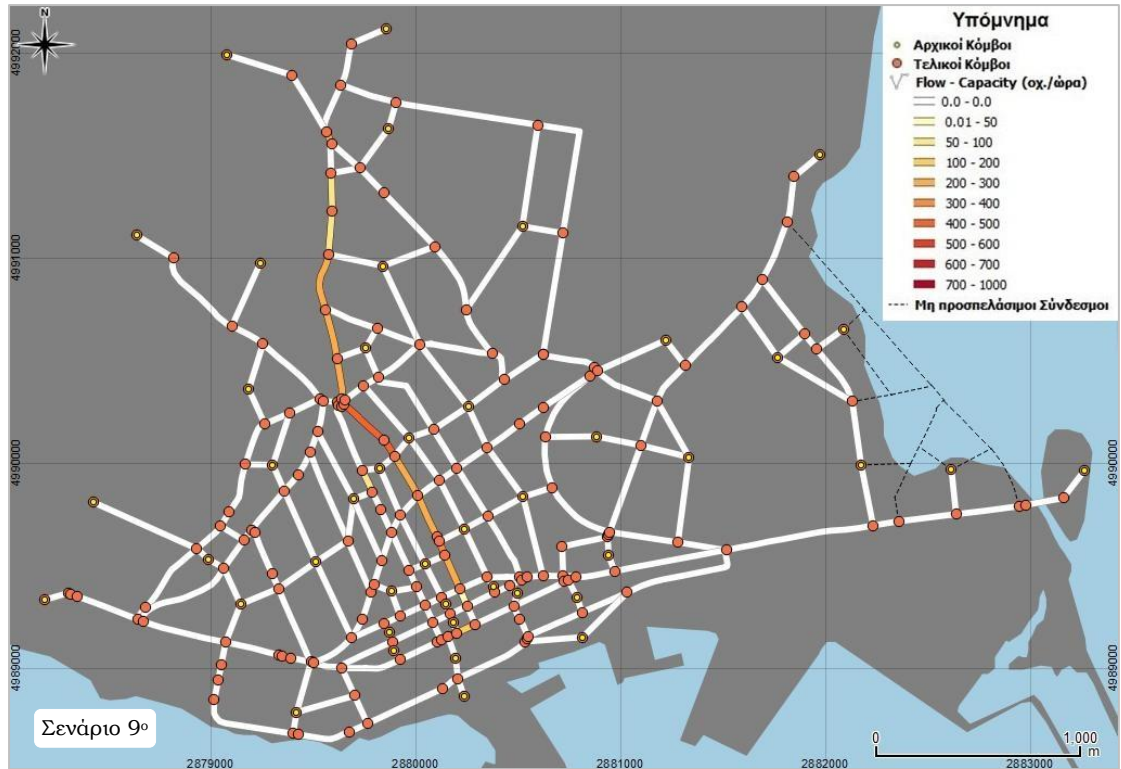 Υπόμνημα
Αρχικοί Κόμβοι
Τελικοί Κόμβοι
Flow - Capacity (οχ./ώρα)
0.0 - 0.0
0.01 - 50
50 - 100
100 - 200
200 - 300
300 - 400
400 - 500
500 - 600
600 - 700
700 - 1000
Μη προσπελάσιμοι Σύνδεσμοι
N
4992000
4991000
4991000
4990000
4990000
4989000
4989000
Σενάριο 9ο
0 1.000
m
2879000 2880000 2881000 2882000 2883000